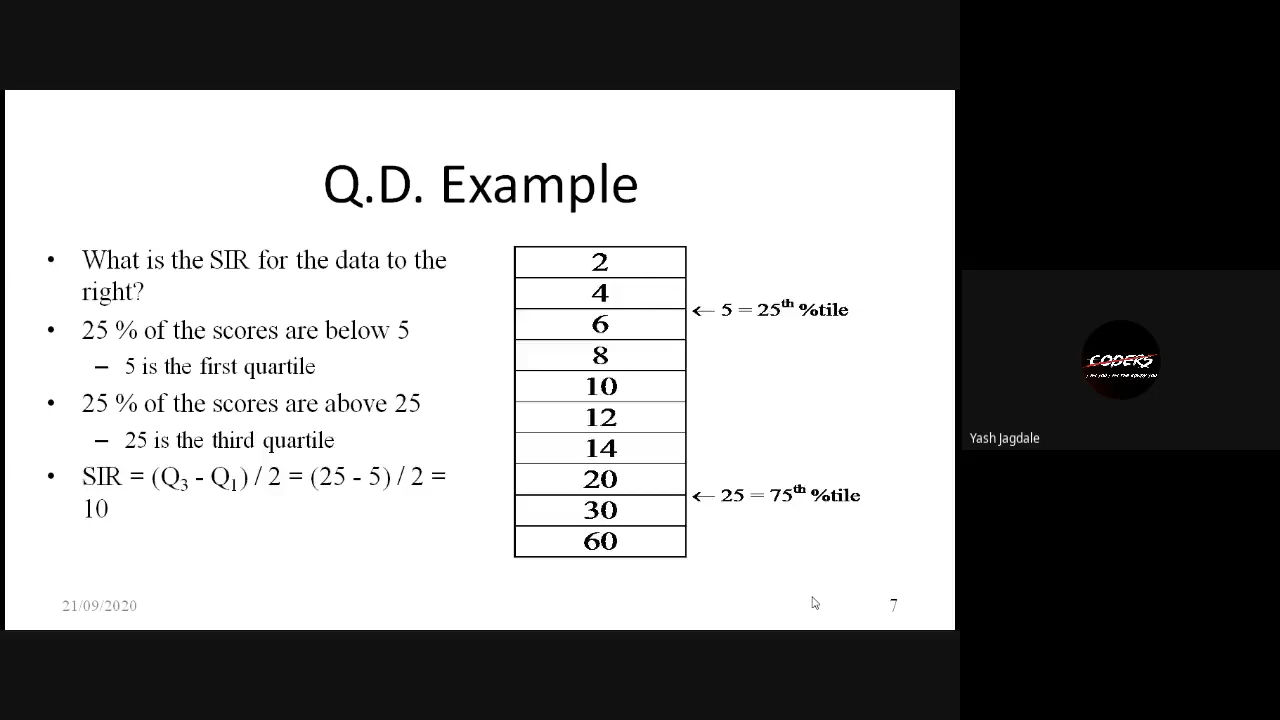 Q.D. Example
• What is the SIR for the data to the
right?
• 25 % of the scores are below 5
– 5 is the first quartile
• 25 % of the scores are above 25
– 25 is the third quartile
• SIR = (Q3 - Q1) / 2 = (25 - 5) / 2 =
10
2
4
← 5 = 25th %tile
6
8
10
12
14
20
← 25 = 75th %tile
30
60
21/09/2020
7
CODERS
Yash Jagdale